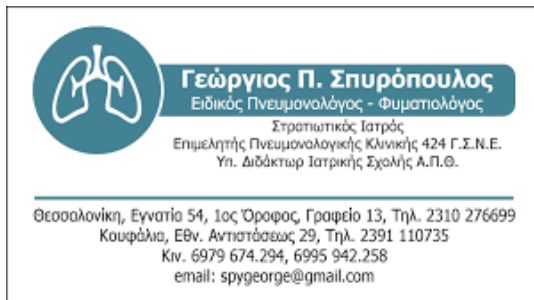 Γεώργιος Π. Σπυρόπουλος
Ειδικός Πνευμονολόγος - Φυματιολόγος
Στρατιωτικός Ιατρός
Επιμελητής Πνευμονολογικής Κλινικής 424 Γ.Σ.Ν.Ε.
Υπ. Διδάκτωρ Ιατρικής Σχολής Α.Π.Θ.
Θεσσαλονίκη, Εγνατία 54, 1ος Όροφος, Γραφείο 13, Τηλ. 2310 276699
Κουφάλια, Εθν. Αντιστάσεως 29, Τηλ. 2391 110735
Κιν. 6979 674.294, 6995 942.258
email: spygeorge@gmail.com